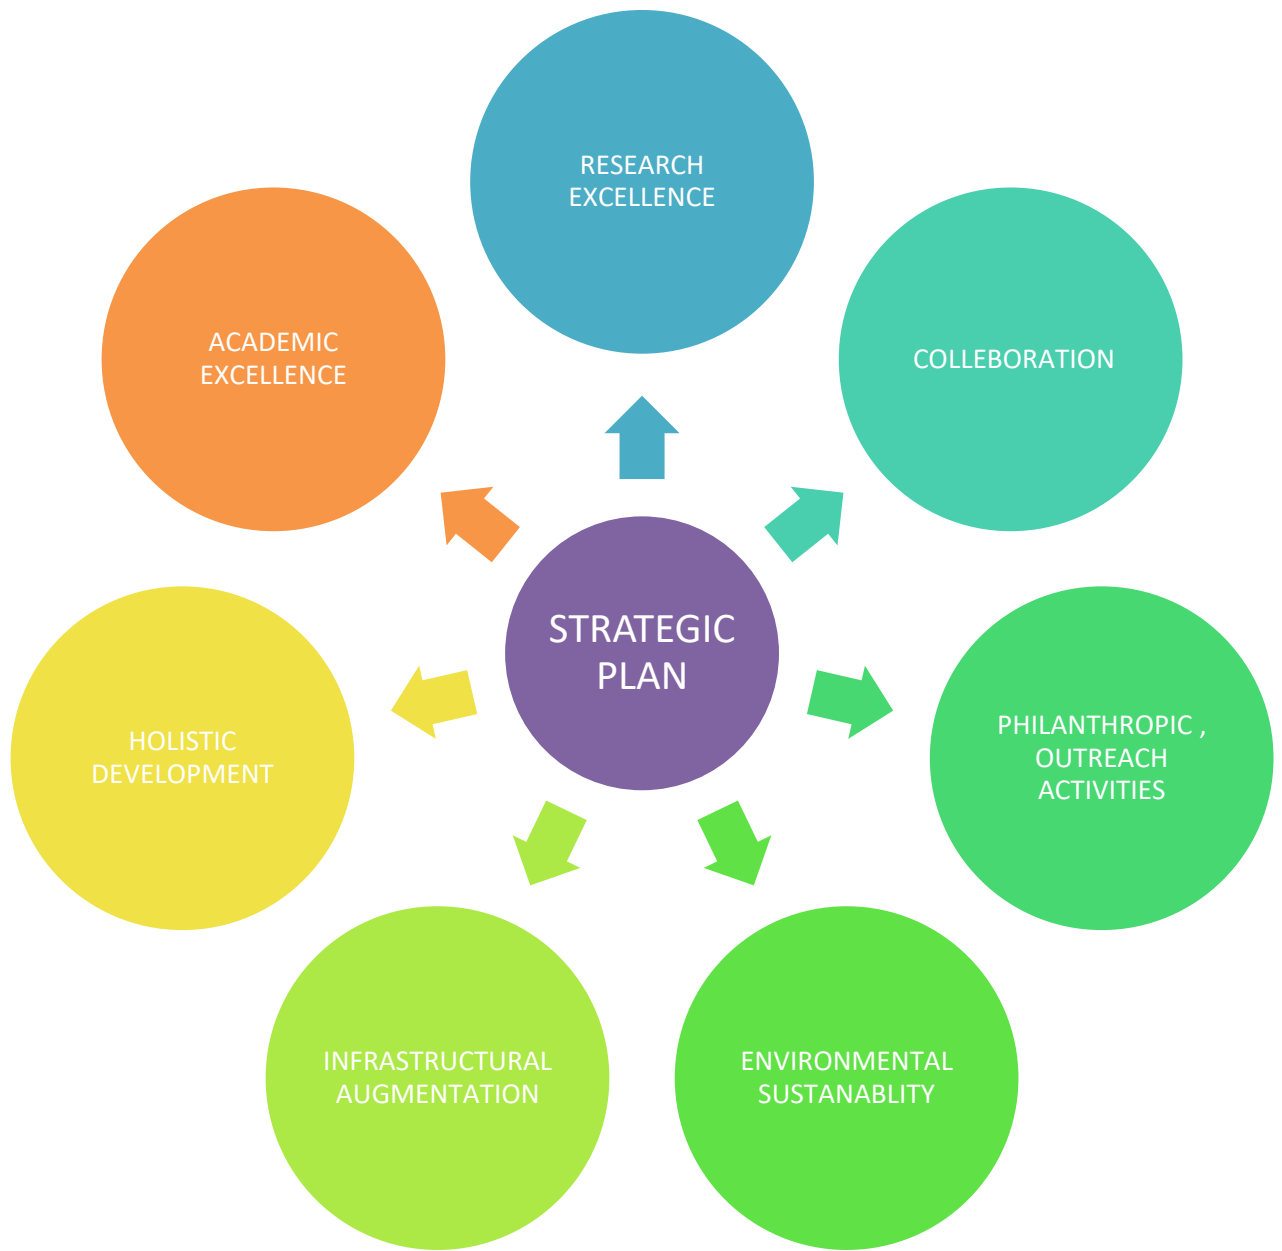 RESEARCH
EXCELLENCE
COLLEBORATION
PHILANTHROPIC ,
OUTREACH
ACTIVITIES
ENVIRONMENTAL
SUSTANABLITY
INFRASTRUCTURAL
AUGMENTATION
HOLISTIC
DEVELOPMENT
ACADEMIC
EXCELLENCE
STRATEGIC
PLAN